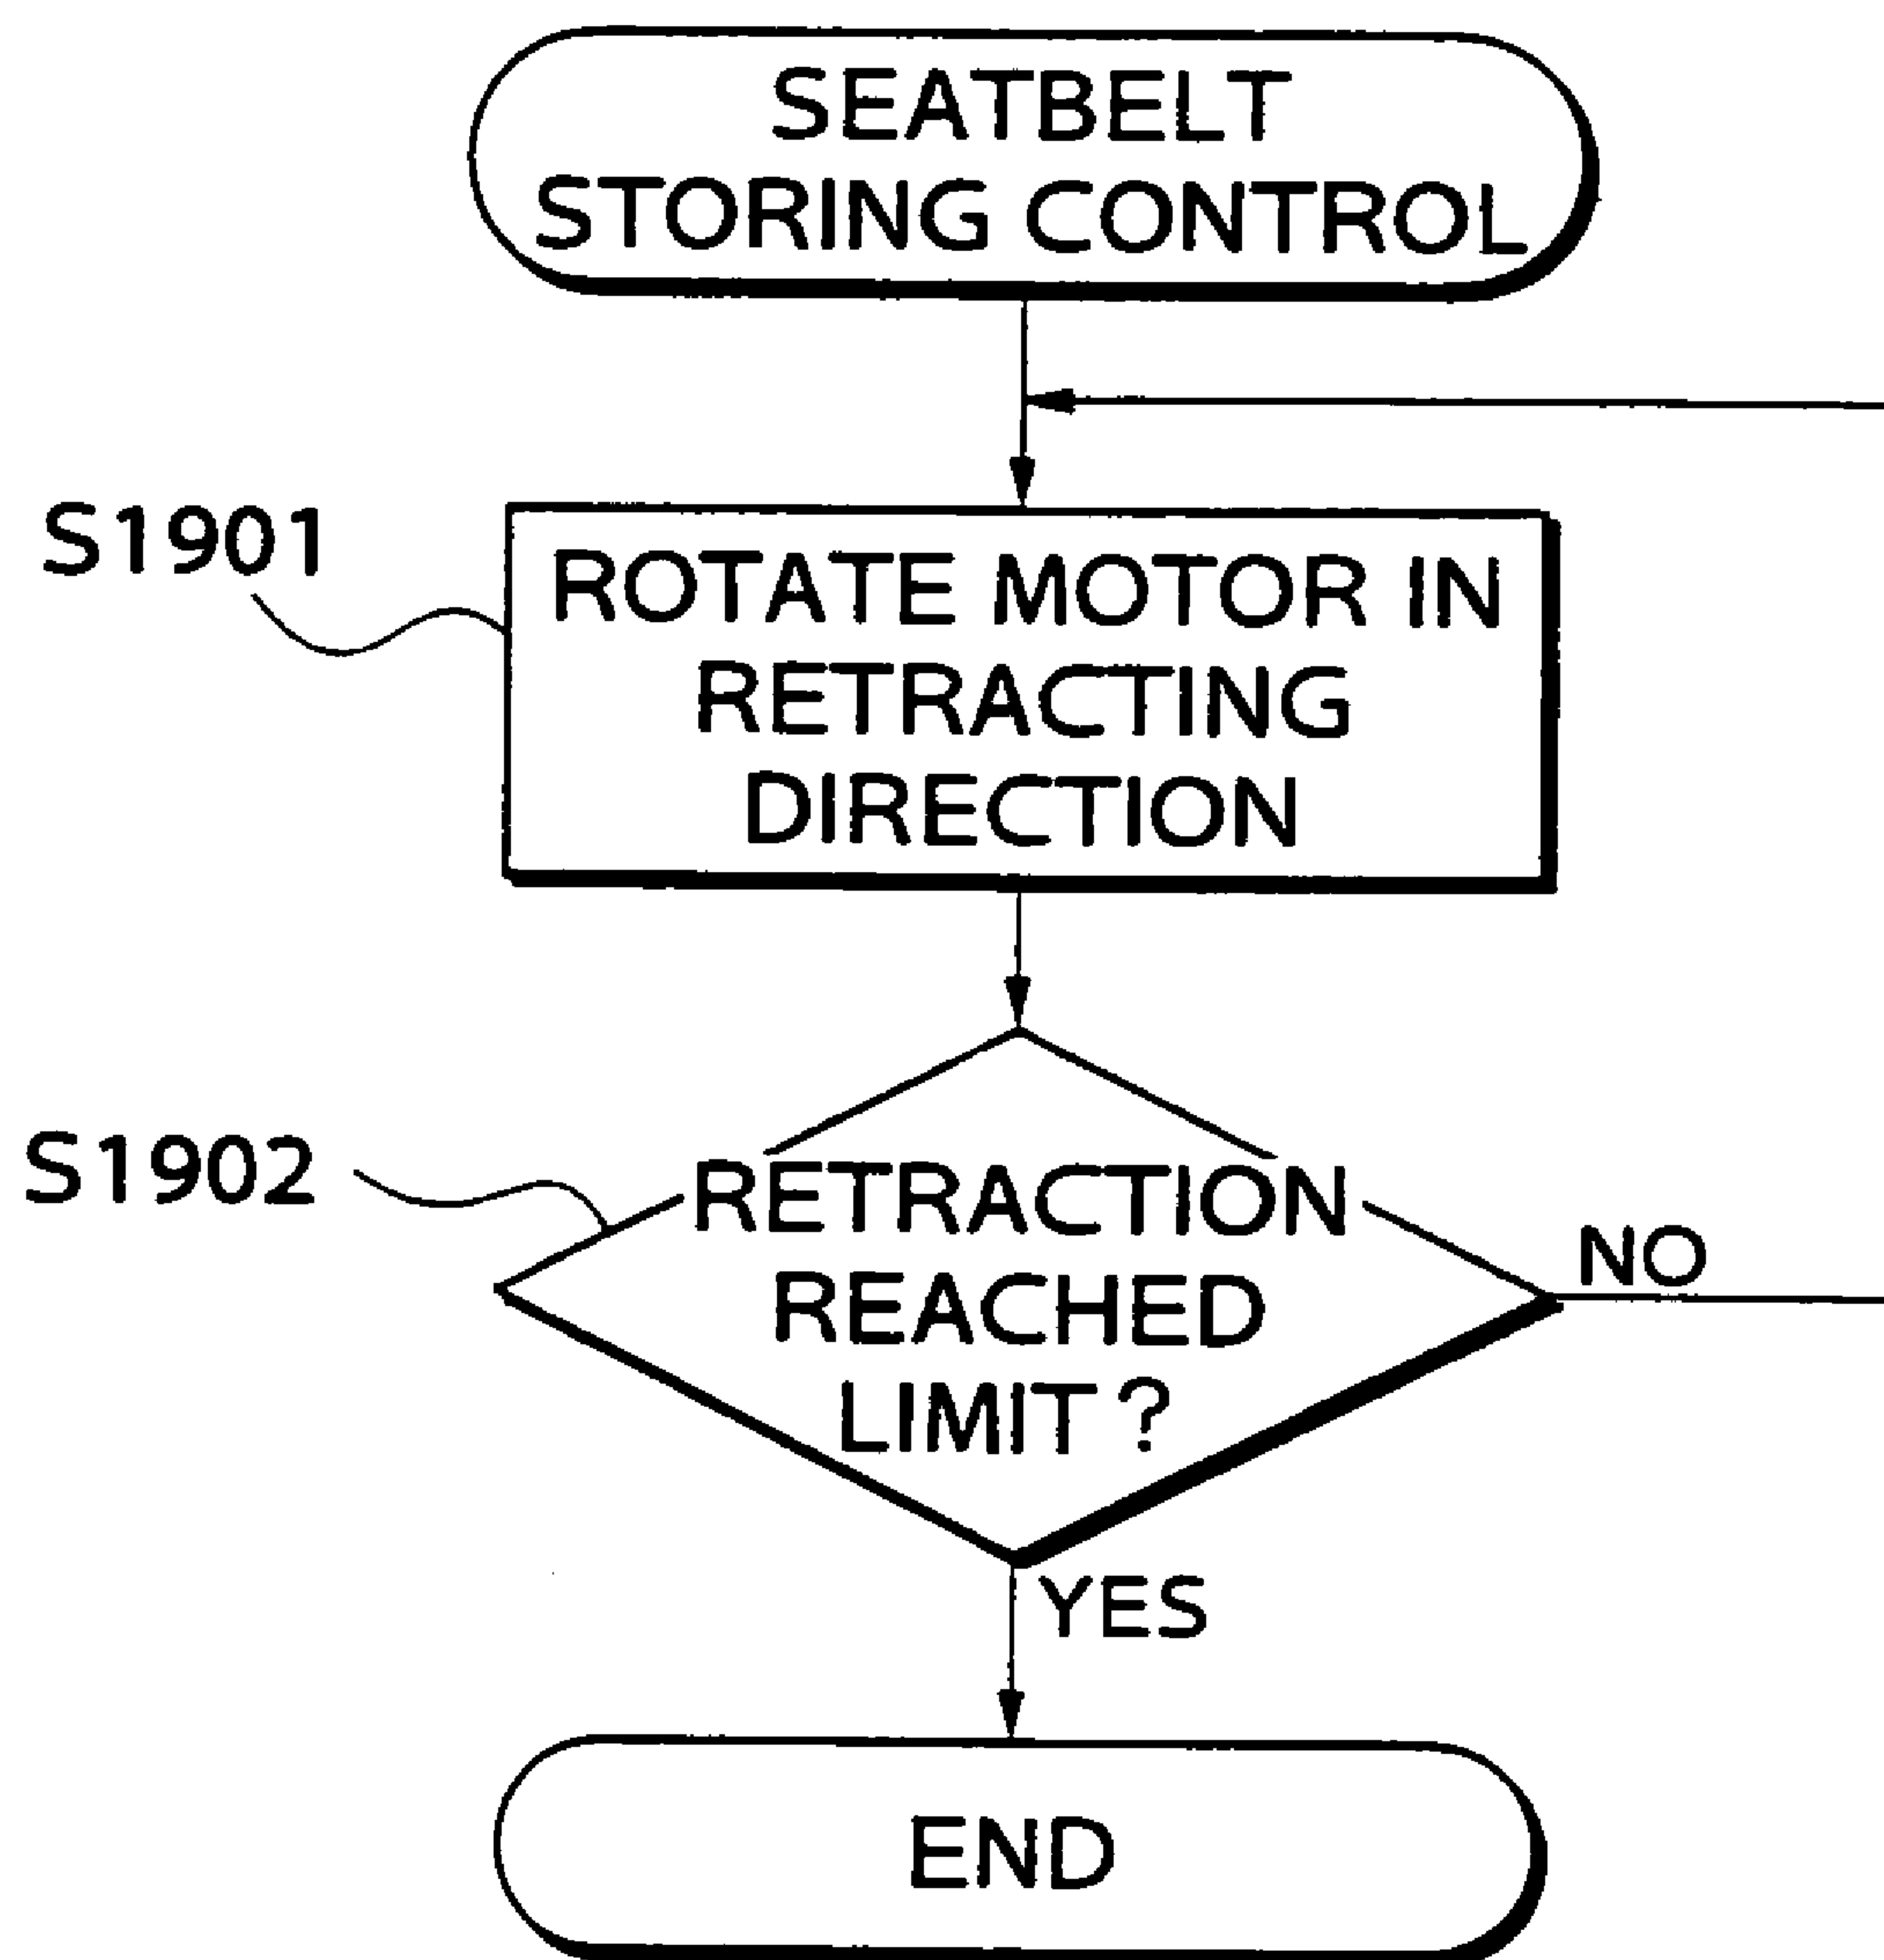 SEATBELT
STORING CONTROL
S1901
ROTATE MOTOR IN
RETRACTING
DIRECTION
S1902
RETRACTION
REACHED
LIMIT?
NO
YES
END